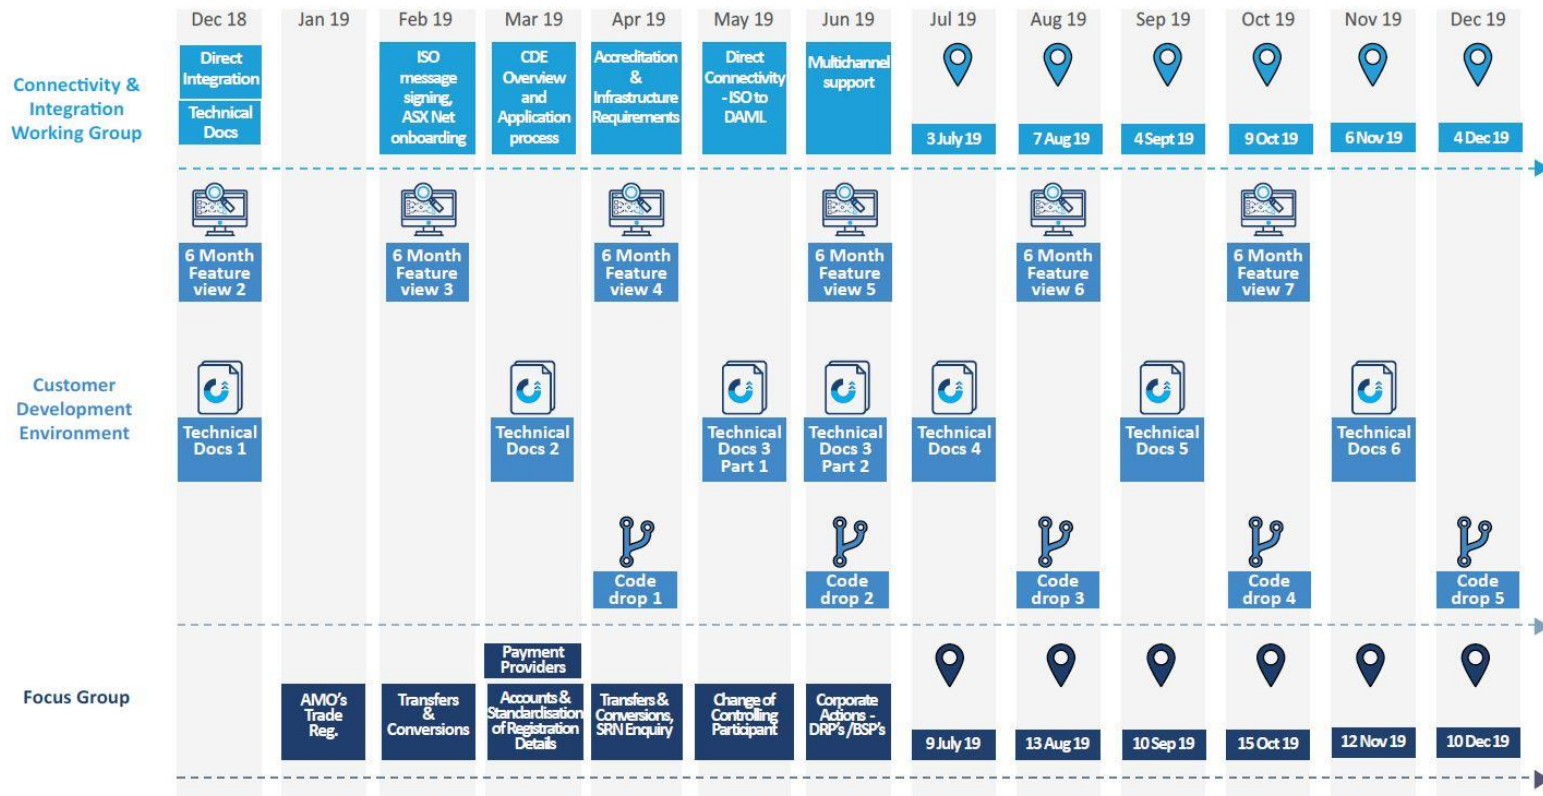 Dec 18
Jan 19
Feb 19
Mar 19
Apr 19
May 19
Jun 19
Jul 19
Aug 19
Sep 19
Oct 19
Nov 19
Dec 19
Connectivity &
Integration
Working Group
Direct
Integration
Technical
Docs
ISO
message
signing,
ASX Net
onboarding
CDE
Overview
and
Application
process
Accreditation
&
Infrastructure
Requirements
Direct
Connectivity
- ISO to
DAML
Multichannel
support
3 July 19
7 Aug 19
4 Sept 19
9 Oct 19
6 Nov 19
4 Dec 19
Customer
Development
Environment
6 Month
Feature
view 2
6 Month
Feature
view 3
6 Month
Feature
view 4
6 Month
Feature
view 5
6 Month
Feature
view 6
6 Month
Feature
view 7
Technical
Docs 1
Technical
Docs 2
Technical
Docs 3
Part 1
Technical
Docs 3
Part 2
Technical
Docs 4
Technical
Docs 5
Technical
Docs 6
Code
drop 1
Code
drop 2
Code
drop 3
Code
drop 4
Code
drop 5
Focus Group
AMO's
Trade
Reg.
Transfers
&
Conversions
Payment
Providers
Accounts &
Standardisation
of Registration
Details
Transfers &
Conversions,
SRN Enquiry
Change of
Controlling
Participant
Corporate
Actions -
DRP's /BSP's
9 July 19
13 Aug 19
10 Sep 19
15 Oct 19
12 Nov 19
10 Dec 19